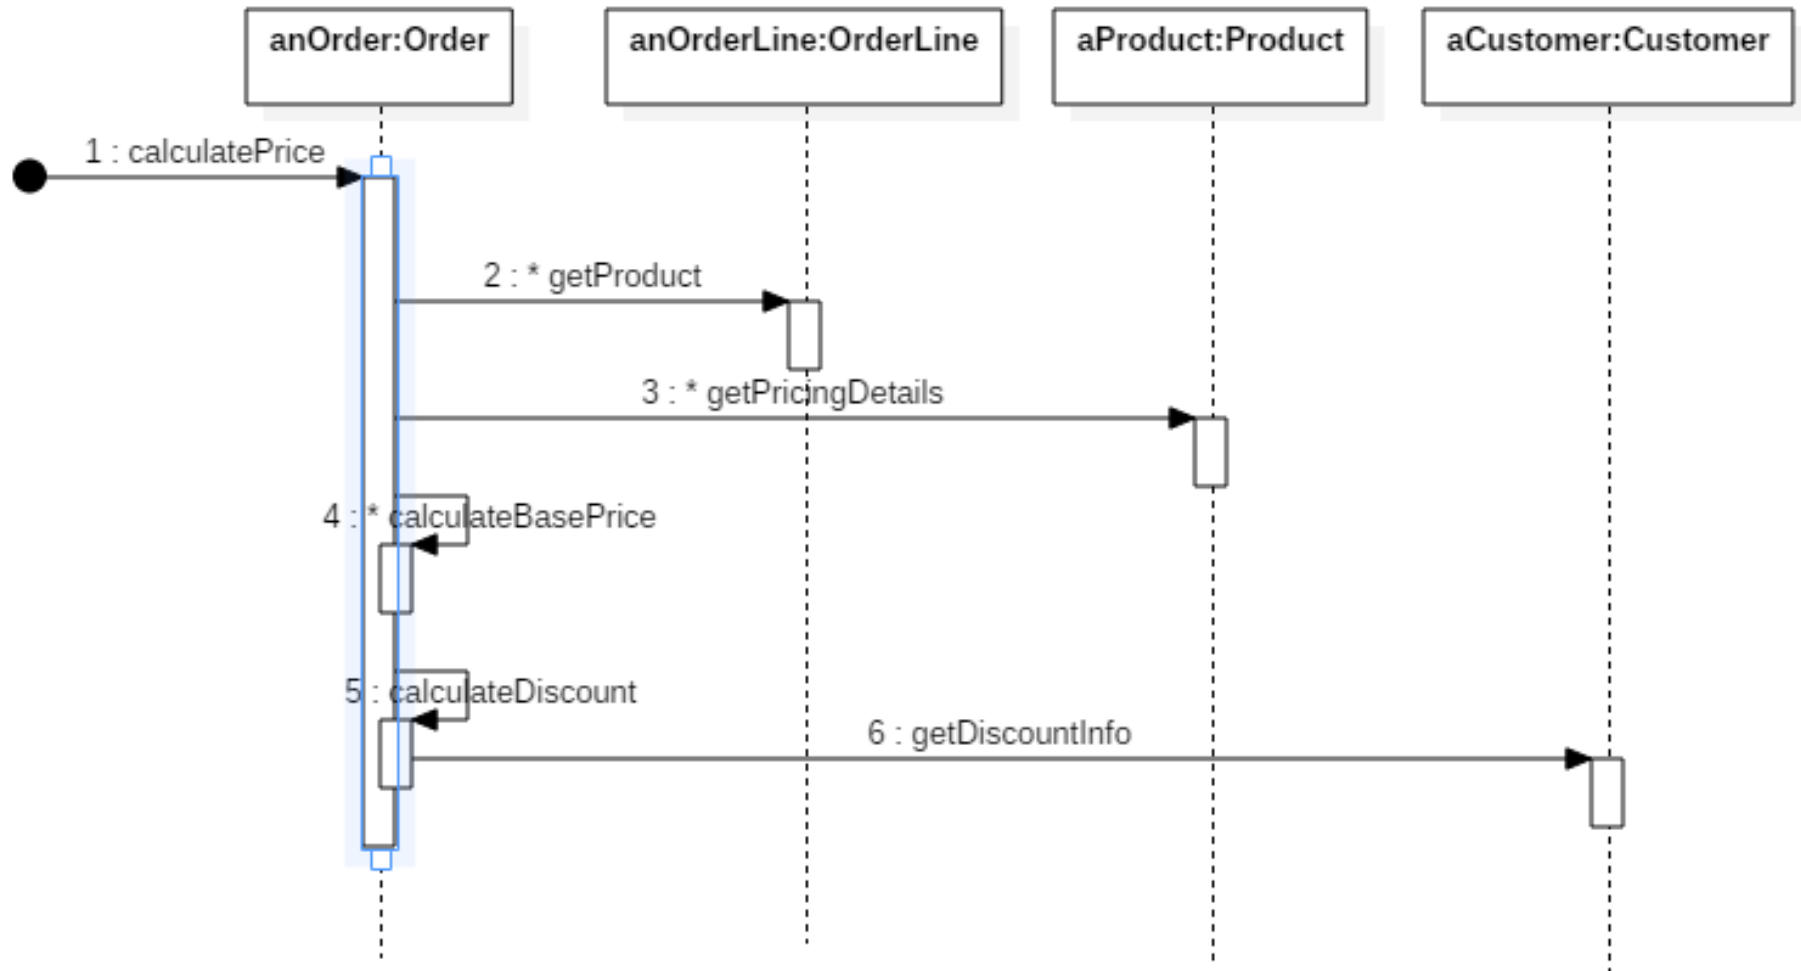 anOrder:Order
anOrderLine:OrderLine
aProduct:Product
aCustomer:Customer
1 : calculatePrice
2 : * getProduct
3 : * getPricingDetails
4 : * calculateBasePrice
5 : calculateDiscount
6 : getDiscountInfo